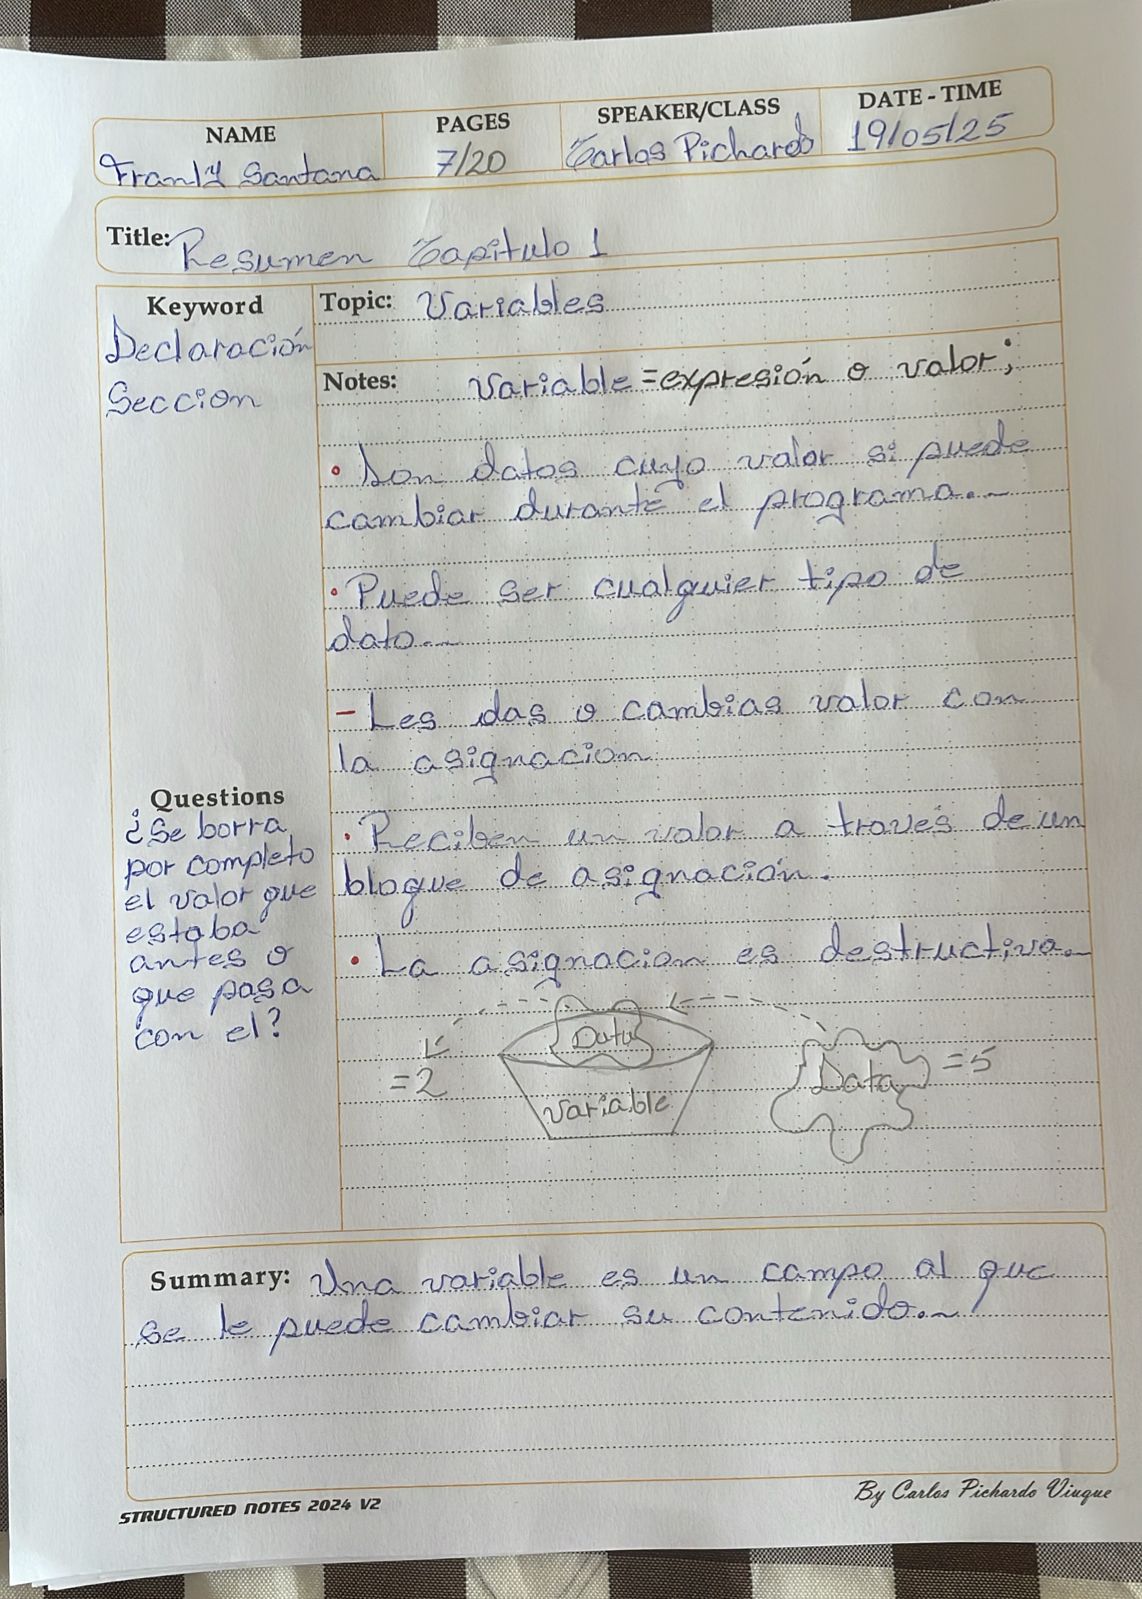 NAME
Franly Santana
PAGES
7/20
SPEAKER/CLASS
Carlos Pichardo
DATE - TIME
19/05/25
Title: Resumen Capitulo 1
Keyword
Declaración
Seccion
Topic: Variables
Notes: Variable = expresión o valor;
• Son datos cuyo valor si puede
cambiar durante el programa.
• Puede ser cualquier tipo de
dato.
- Les das o cambias valor con
la asignacion
• Reciben un valor a través de un
bloque de asignación.
• La asignacion es destructiva.
Data
Variable
= 2
Data
= 5
Questions
¿Se borra
por completo
el valor que
estaba
antes o
que pasa
con el?
Summary: Una variable es un campo al que
se le puede cambiar su contenido.
STRUCTURED NOTES 2024 V2
By Carlos Pichardo Viuque